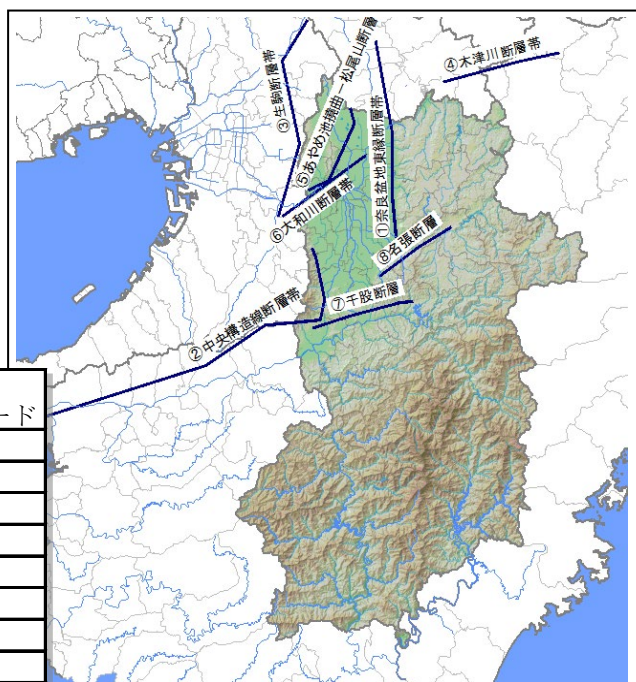 ④木津川断層帯
③生駒断層帯
⑤あやめ池撓曲－松尾山断層
①奈良盆地東縁断層帯
⑥大和川断層帯
⑧名張断層
⑦千股断層
②中央構造線断層帯
ード